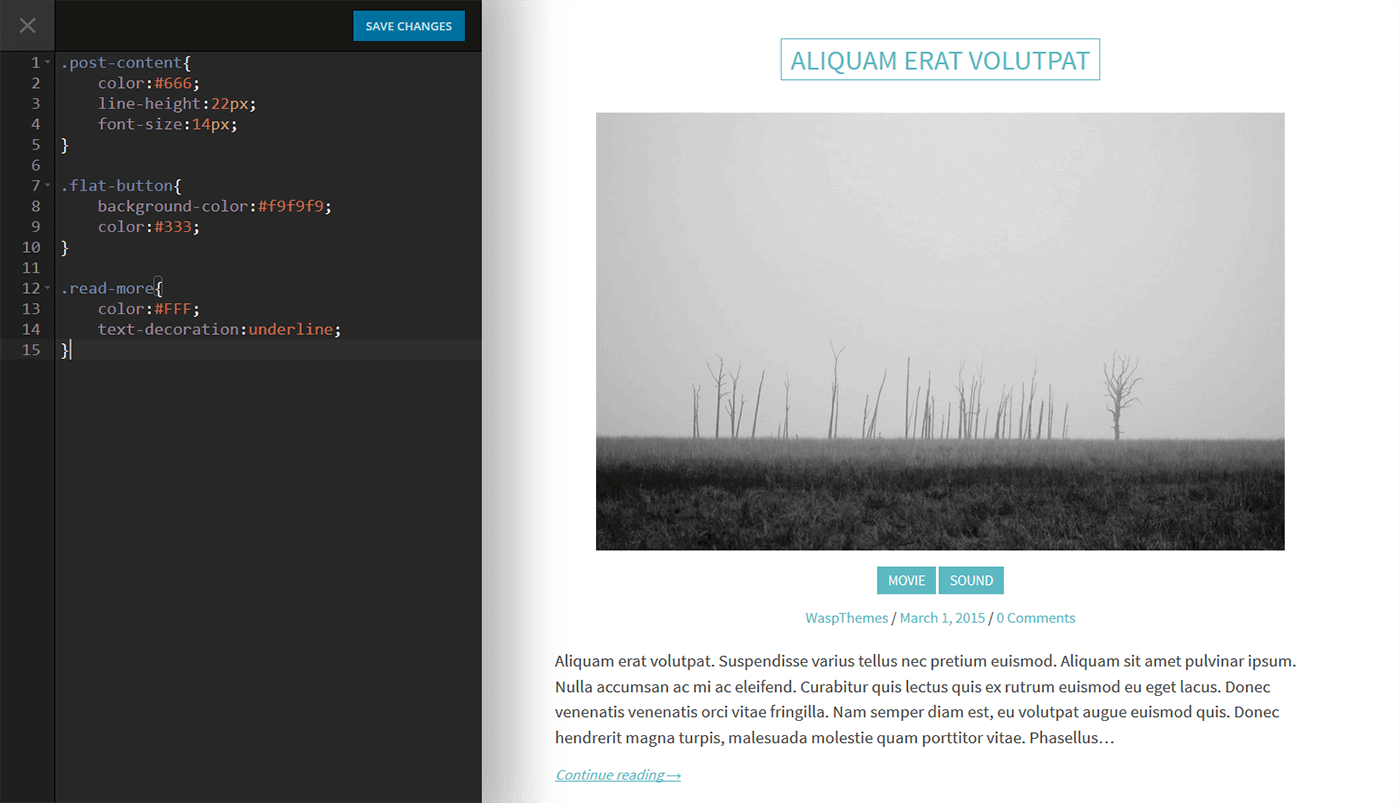 SAVE CHANGES
1 .post-content{
2 color:#666;
3 line-height:22px;
4 font-size:14px;
5 }
6
7 .flat-button{
8 background-color:#f9f9f9;
9 color:#333;
10 }
11
12 .read-more{
13 color:#FFF;
14 text-decoration:underline;
15 }
ALIQUAM ERAT VOLUTPAT
MOVIE SOUND
WaspThemes / March 1, 2015 / 0 Comments
Aliquam erat volutpat. Suspendisse varius tellus nec pretium euismod. Aliquam sit amet pulvinar ipsum.
Nulla accumsan ac mi ac eleifend. Curabitur quis lectus quis ex rutrum euismod eu eget lacus. Donec
venenatis venenatis orci vitae fringilla. Nam semper diam est, eu volutpat augue euismod quis. Donec
hendrerit magna turpis, malesuada molestie quam porttitor vitae. Phasellus…
Continue reading→